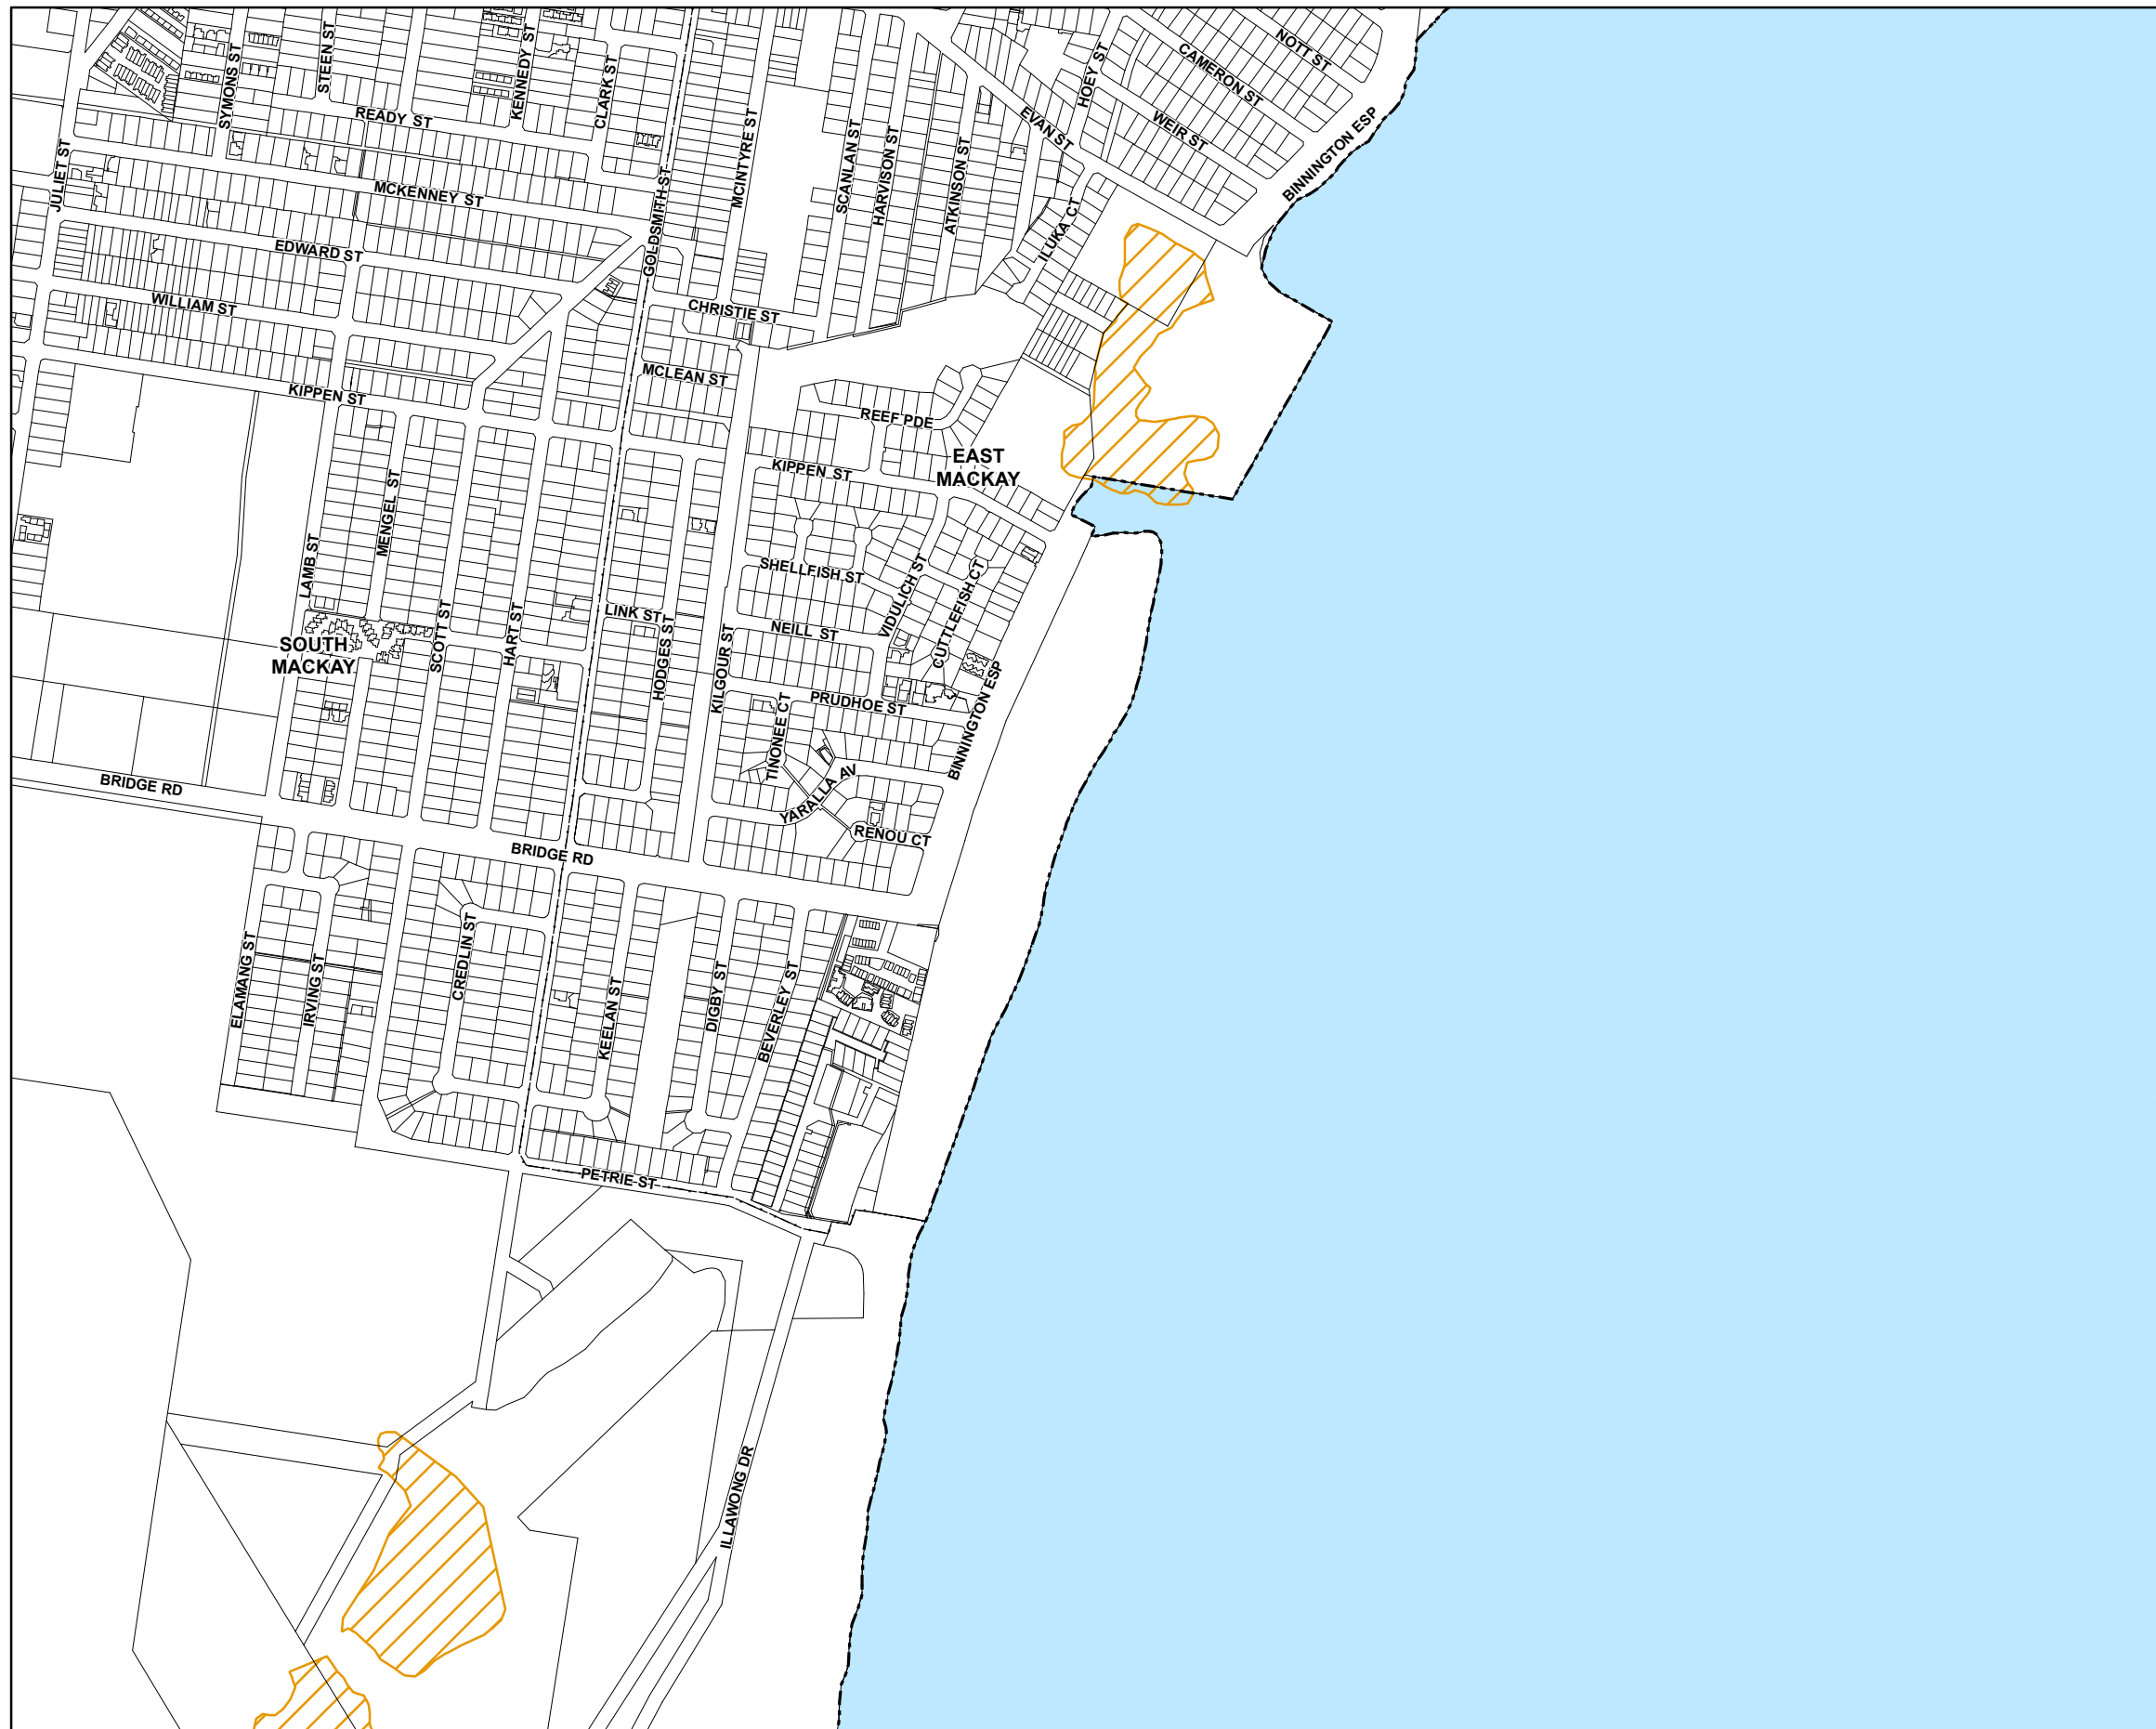 NOTT ST
CAMERON ST
STEEN ST
SYMONS ST
KENNEDY ST
CLARK ST
HOEY ST
READY ST
EVAN ST
WEIR ST
BINNINGTON ESP
MCINTYRE ST
SCANLAN ST
HARVISON ST
ATKINSON ST
JULIET ST
MCKENNEY ST
GOLDSMITH ST
ILUKA CT
EDWARD ST
WILLIAM ST
CHRISTIE ST
MCLEAN ST
KIPPEN ST
REEF PDE
KIPPEN ST
EAST
MACKAY
MENGEL ST
LAMB ST
SHELLFISH ST
VIDULICH ST
CUTTLEFISH CT
LINK ST
NEILL ST
SCOTT ST
HART ST
HODGES ST
KILGOUR ST
SOUTH
MACKAY
PRUDHOE ST
TINONEE CT
BINNINGTON ESP
BRIDGE RD
YARALLA AV
RENOU CT
BRIDGE RD
ELAMANG ST
IRVING ST
CREDLIN ST
KEELAN ST
DIGBY ST
BEVERLEY ST
PETRIE ST
ILLAWONG DR